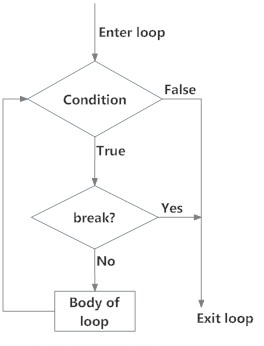 Enter loop
Condition
False
True
break?
Yes
No
Body of
loop
Exit loop